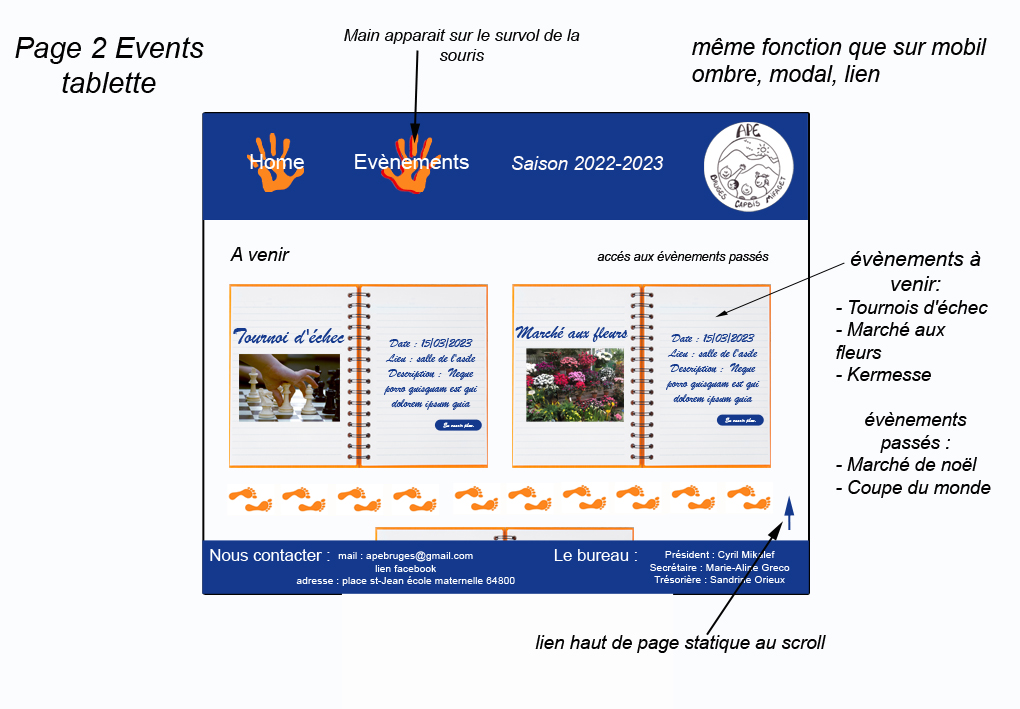 Page 2 Events
tablette
Main apparait sur le survol de la
souris
même fonction que sur mobil
ombre, modal, lien
Home
Evènements
Saison 2022-2023
APE
BRUGES CAPBIS MIFAGET
A venir
accés aux évènements passés
Tournoi d'échec
Date : 15/03/2023
Lieu : salle de l'asile
Description : Neque
porro quisquam est qui
dolorem ipsum quia
En savoir plus
Marché aux fleurs
Date : 15/03/2023
Lieu : salle de l'asile
Description : Neque
porro quisquam est qui
dolorem ipsum quia
En savoir plus
évènements à
venir:
- Tournois d'échec
- Marché aux
fleurs
- Kermesse
évènements
passés :
- Marché de noël
- Coupe du monde
Nous contacter :
mail : apebruges@gmail.com
lien facebook
adresse : place st-Jean école maternelle 64800
Le bureau :
Président : Cyril Mikalef
Secrétaire : Marie-Aline Greco
Trésorière : Sandrine Orieux
lien haut de page statique au scroll